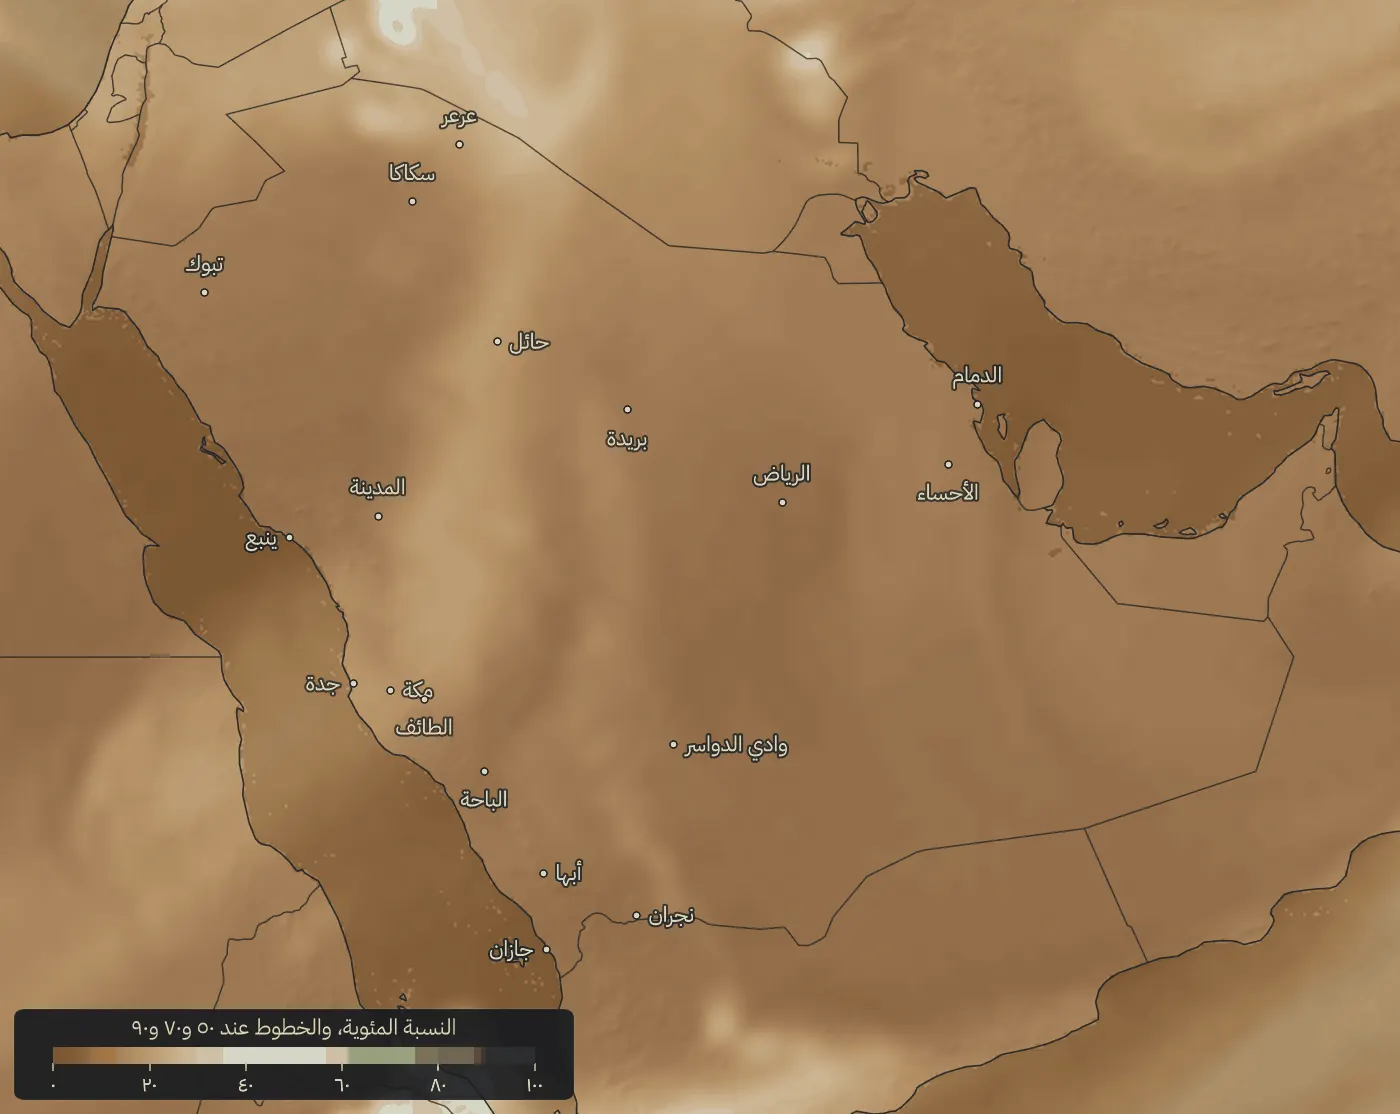 عرعر
سكاكا
تبوك
حائل
الدمام
بريدة
الرياض
الأحساء
المدينة
ينبع
جدة
مكة
الطائف
وادي الدواسر
الباحة
أبها
نجران
جازان
النسبة المئوية، والخطوط عند ٥٠ و٧٠ و٩٠
٠ ٢٠ ٤٠ ٦٠ ٨٠ ١٠٠